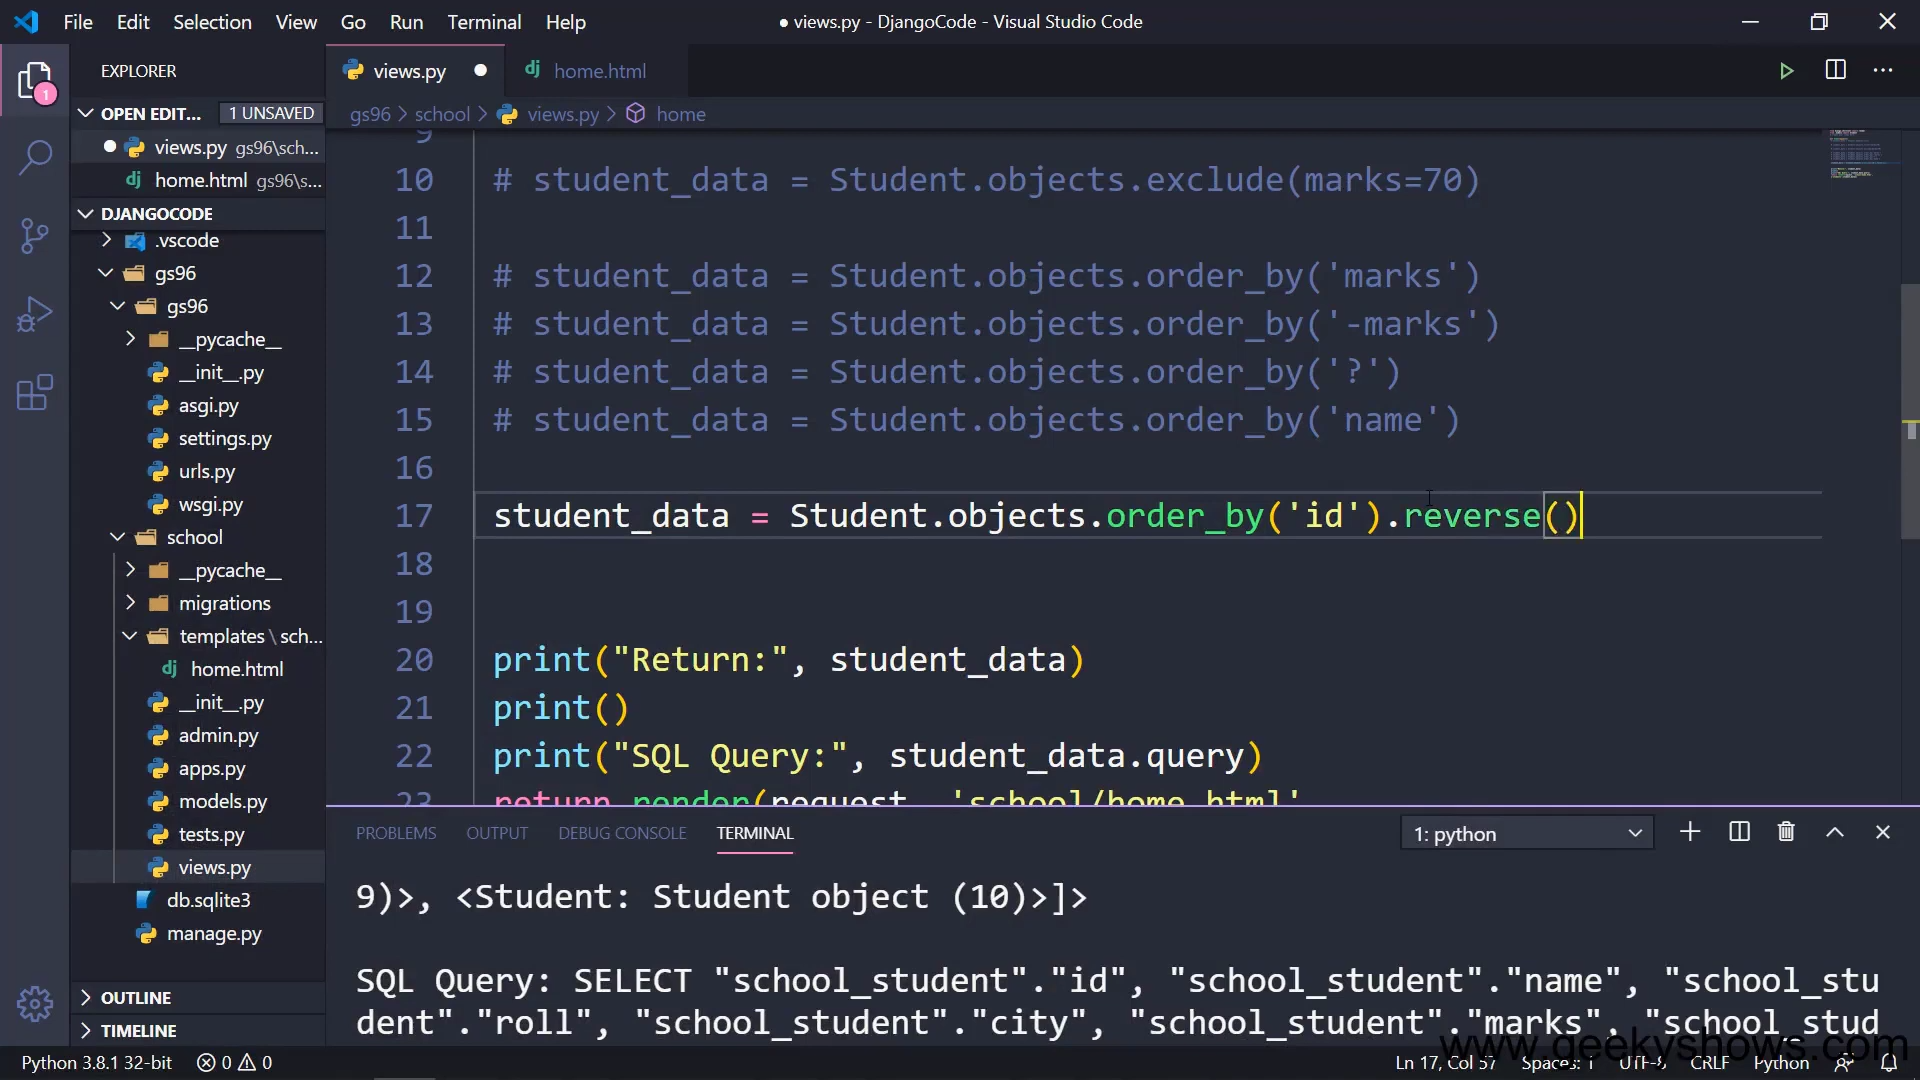 File Edit Selection View Go Run Terminal Help
● views.py - DjangoCode - Visual Studio Code
EXPLORER
OPEN EDIT... 1 UNSAVED
views.py gs96\sch...
home.html gs96\s...
DJANGOCODE
.vscode
gs96
gs96
__pycache__
__init__.py
asgi.py
settings.py
urls.py
wsgi.py
school
__pycache__
migrations
templates \ sch...
home.html
__init__.py
admin.py
apps.py
models.py
tests.py
views.py
db.sqlite3
manage.py
OUTLINE
TIMELINE
1
views.py
home.html
gs96 > school > views.py > home
9
10 # student_data = Student.objects.exclude(marks=70)
11
12 # student_data = Student.objects.order_by('marks')
13 # student_data = Student.objects.order_by('-marks')
14 # student_data = Student.objects.order_by('?')
15 # student_data = Student.objects.order_by('name')
16
17 student_data = Student.objects.order_by('id').reverse()
18
19
20 print("Return:", student_data)
21 print()
22 print("SQL Query:", student_data.query)
23 return render(request, 'school/home.html'
PROBLEMS OUTPUT DEBUG CONSOLE TERMINAL
1: python
9)>, <Student: Student object (10)>]>
SQL Query: SELECT "school_student"."id", "school_student"."name", "school_stu
dent"."roll", "school_student"."city", "school_student"."marks", "school_stud
www.geekyshows.com
Python 3.8.1 32-bit 0 0
Ln 17, Col 57 Spaces: 1 UTF-8 CRLF Python